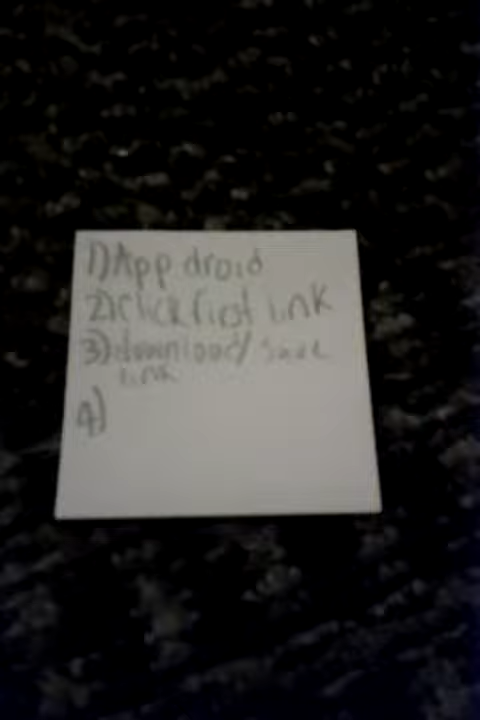 1) App droid
2) click first link
3) download/ save
link
4)